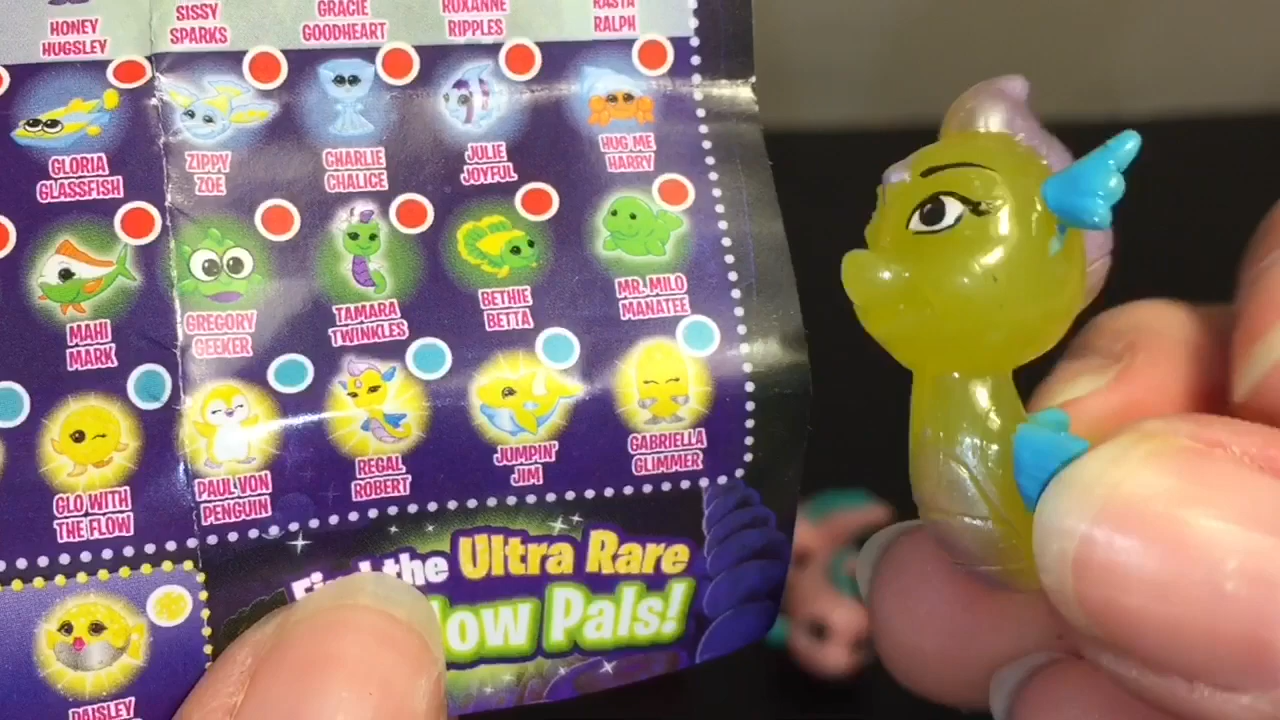 HONEY
HUGSLEY
SISSY
SPARKS
GRACIE
GOODHEART
ROXANNE
RIPPLES
RASTA
RALPH
GLORIA
GLASSFISH
ZIPPY
ZOE
CHARLIE
CHALICE
JULIE
JOYFUL
HUG ME
HARRY
MAHI
MARK
GREGORY
GEEKER
TAMARA
TWINKLES
BETHIE
BETTA
MR. MILO
MANATEE
GLO WITH
THE FLOW
PAUL VON
PENGUIN
REGAL
ROBERT
JUMPIN'
JIM
GABRIELLA
GLIMMER
the Ultra Rare
low Pals!
DAISLEY